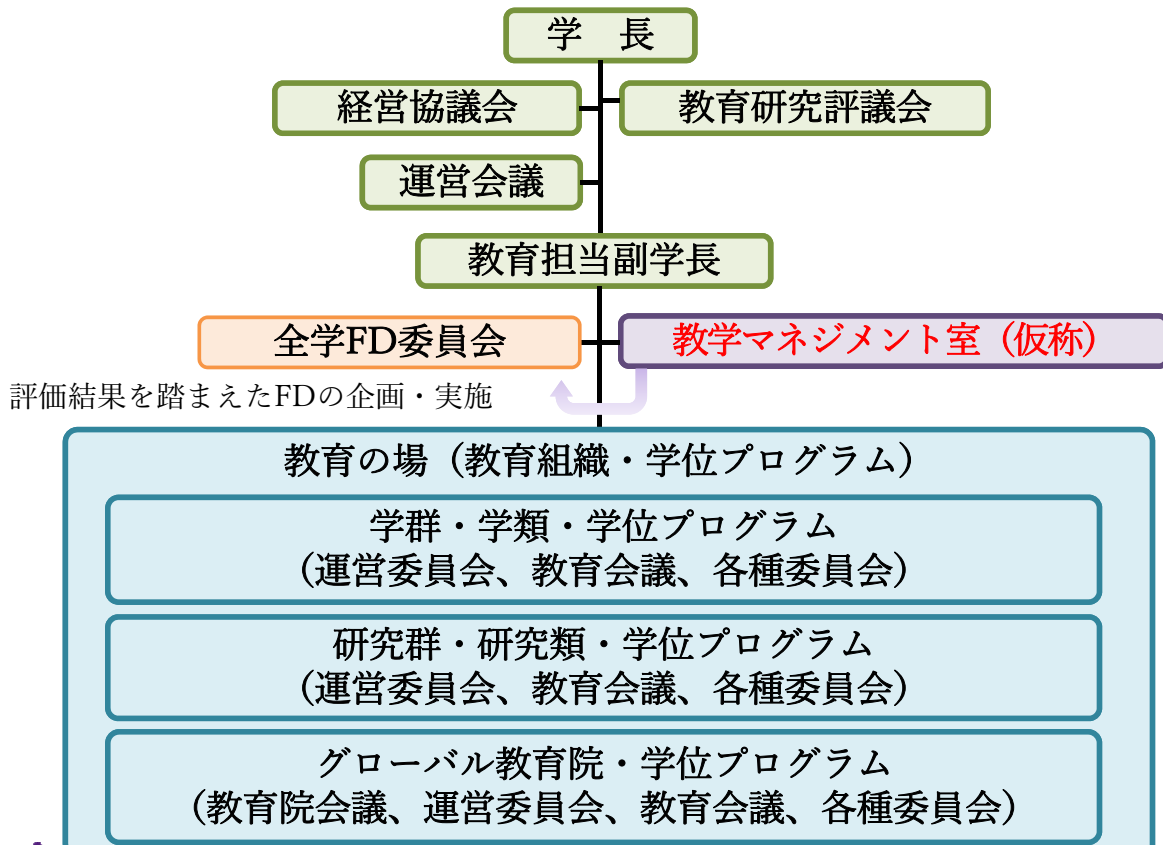 学　長
経営協議会
教育研究評議会
運営会議
教育担当副学長
全学FD委員会
教学マネジメント室（仮称）
評価結果を踏まえたFDの企画・実施
教育の場（教育組織・学位プログラム）
学群・学類・学位プログラム
（運営委員会、教育会議、各種委員会）
研究群・研究類・学位プログラム
（運営委員会、教育会議、各種委員会）
グローバル教育院・学位プログラム
（教育院会議、運営委員会、教育会議、各種委員会）